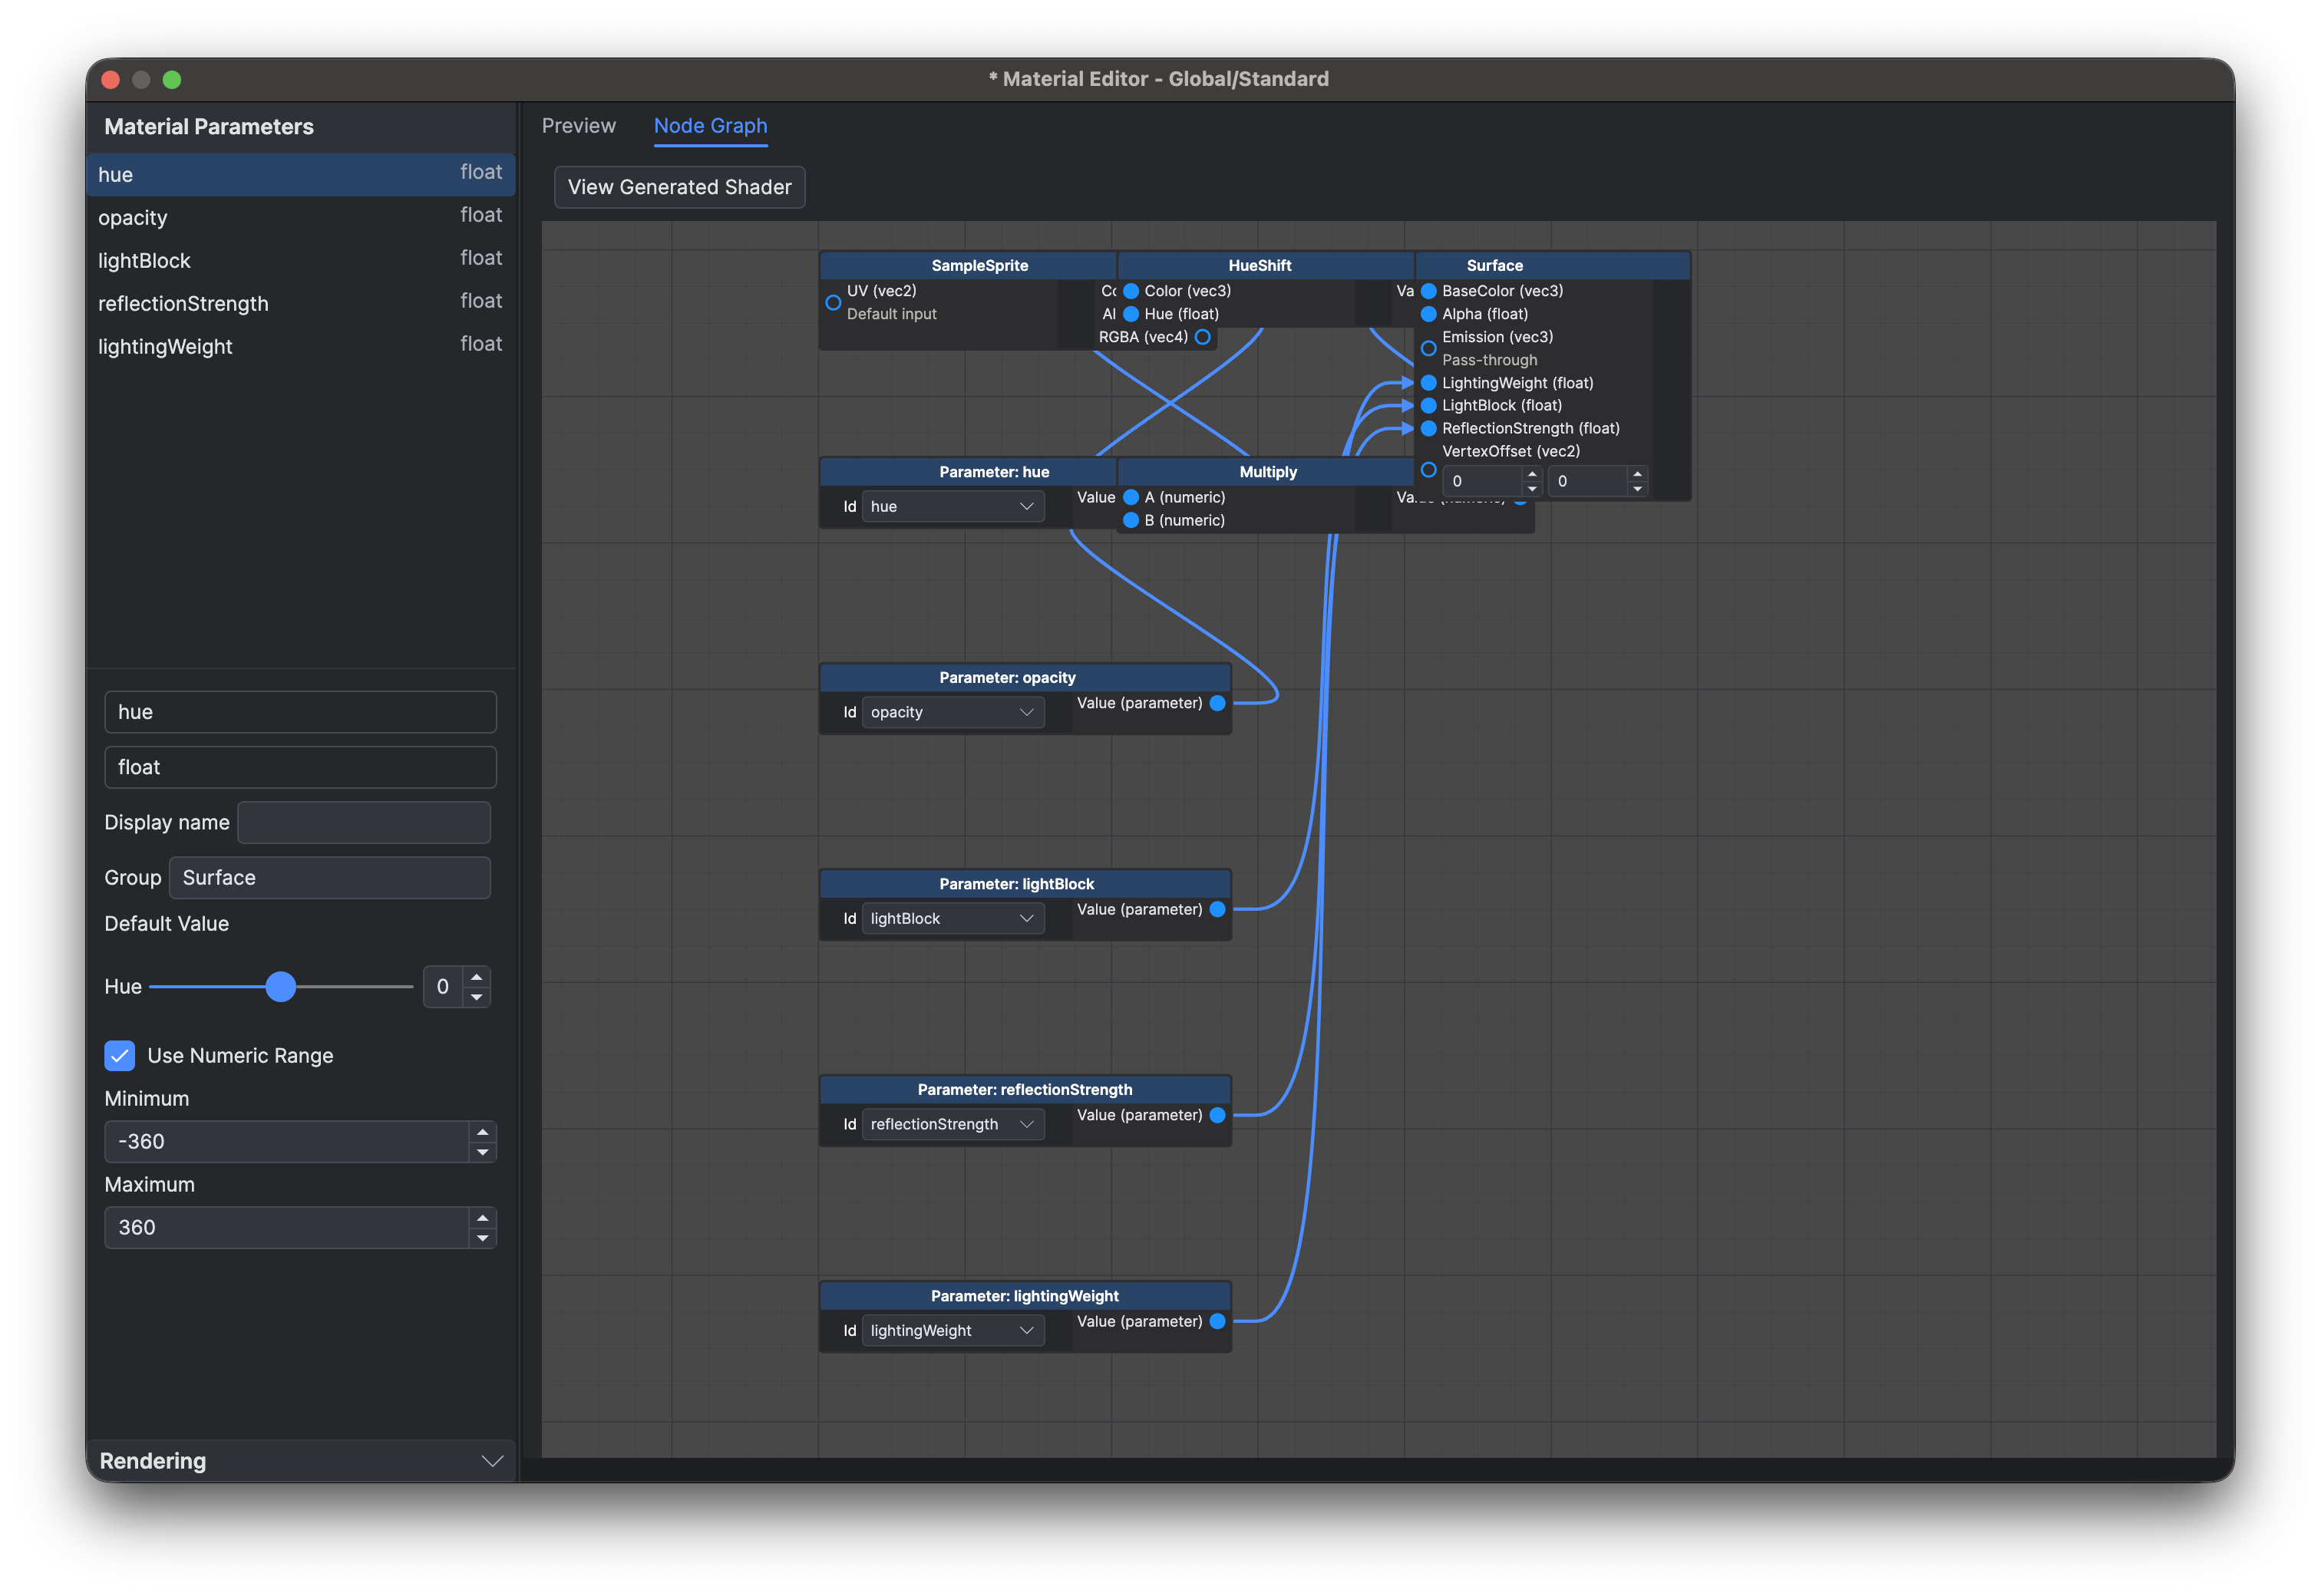 * Material Editor - Global/Standard
Material Parameters
hue float
opacity float
lightBlock float
reflectionStrength float
lightingWeight float
hue
float
Display name
Group Surface
Default Value
Hue 0
Use Numeric Range
Minimum
-360
Maximum
360
Rendering
Preview Node Graph
View Generated Shader
SampleSprite
UV (vec2)
Default input
RGBA (vec4)
HueShift
Color (vec3)
Hue (float)
Surface
BaseColor (vec3)
Alpha (float)
Emission (vec3)
Pass-through
LightingWeight (float)
LightBlock (float)
ReflectionStrength (float)
VertexOffset (vec2)
0 0
Parameter: hue
Id hue Value
Multiply
A (numeric)
B (numeric)
Parameter: opacity
Id opacity Value (parameter)
Parameter: lightBlock
Id lightBlock Value (parameter)
Parameter: reflectionStrength
Id reflectionStrength Value (parameter)
Parameter: lightingWeight
Id lightingWeight Value (parameter)